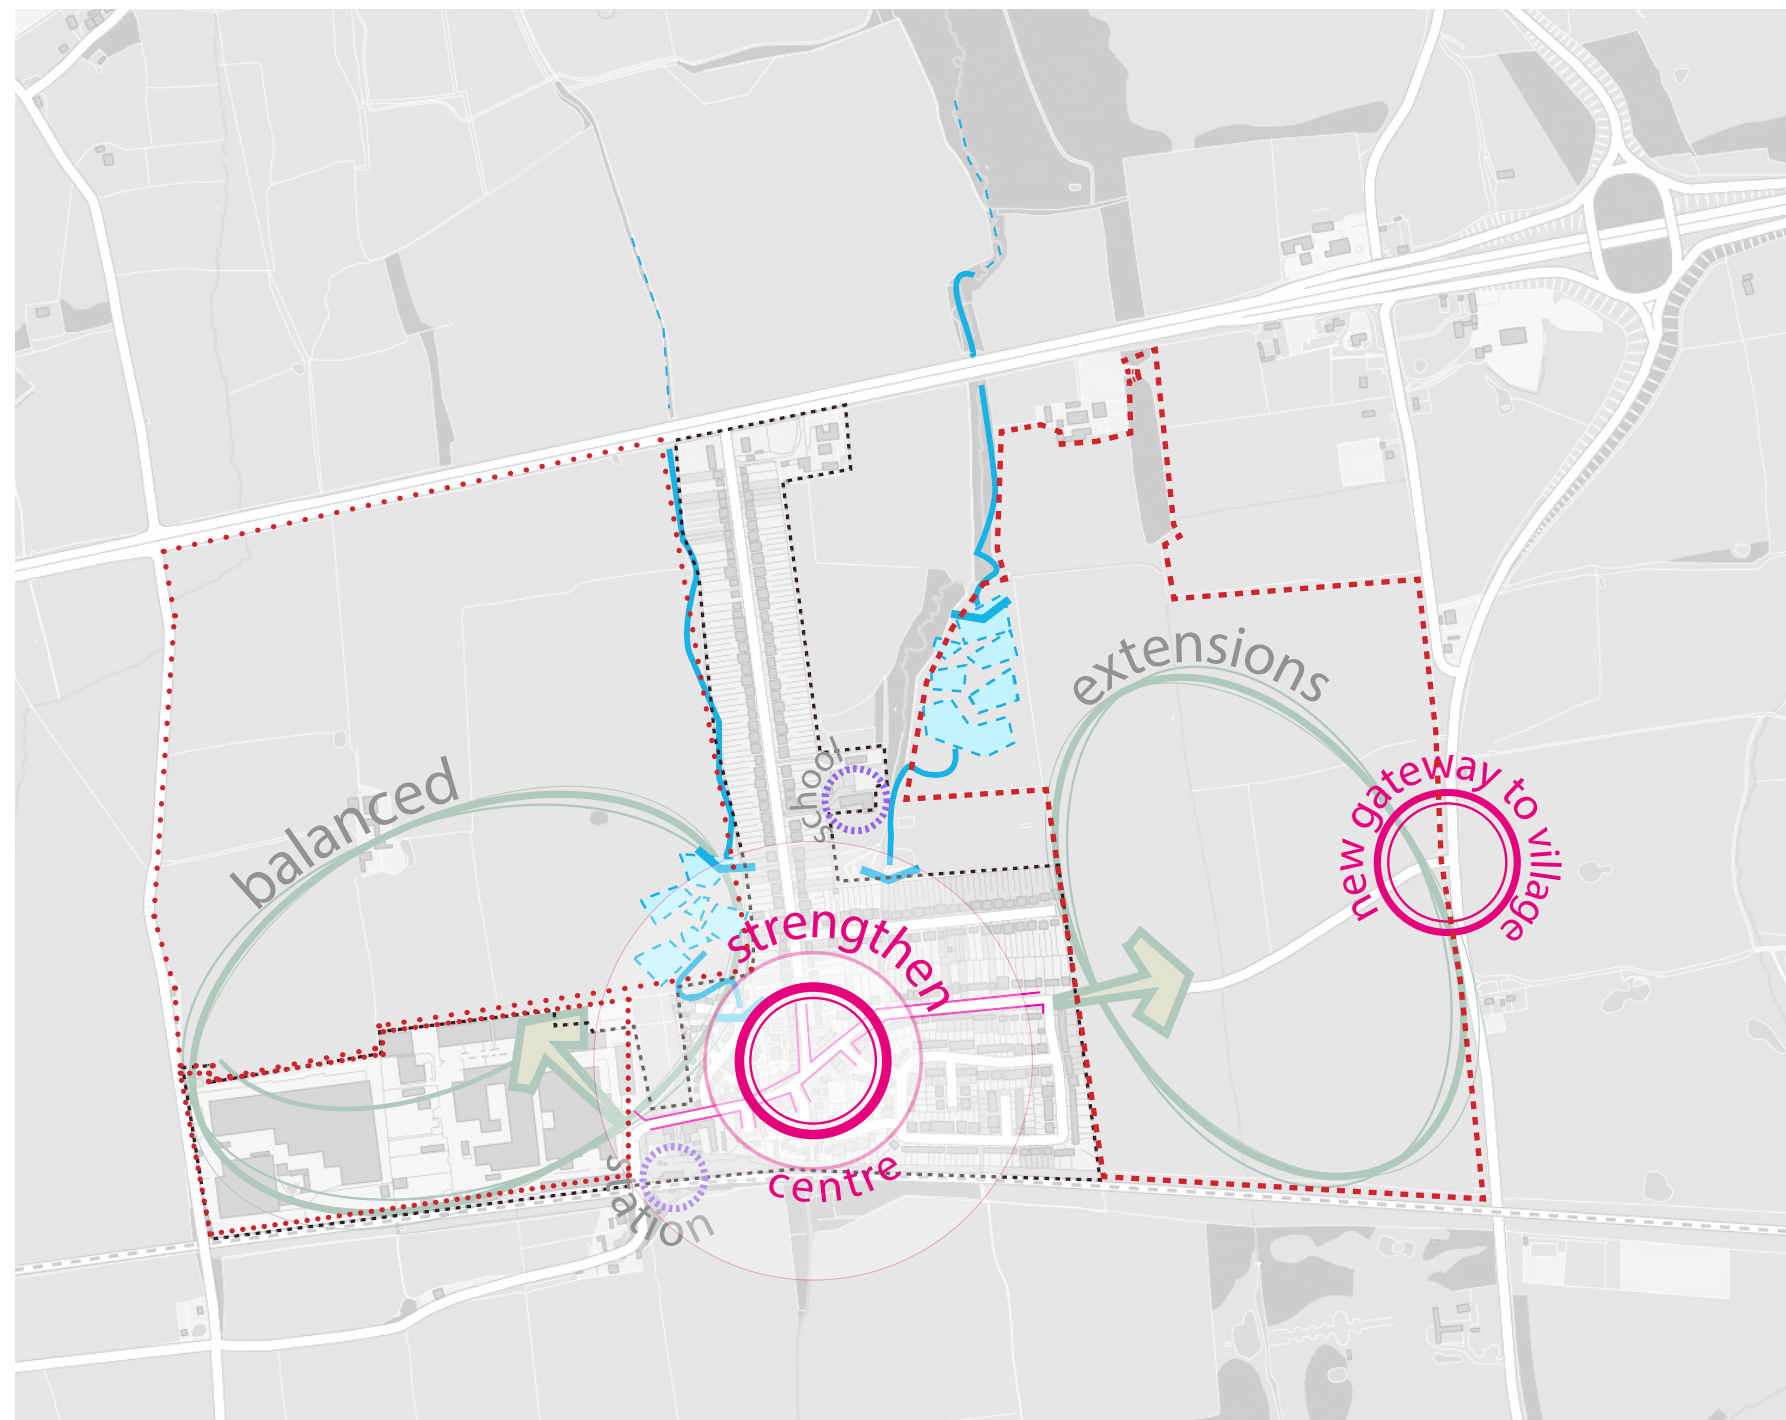 extensions
balanced
school
new gateway to village
strengthen
centre
station